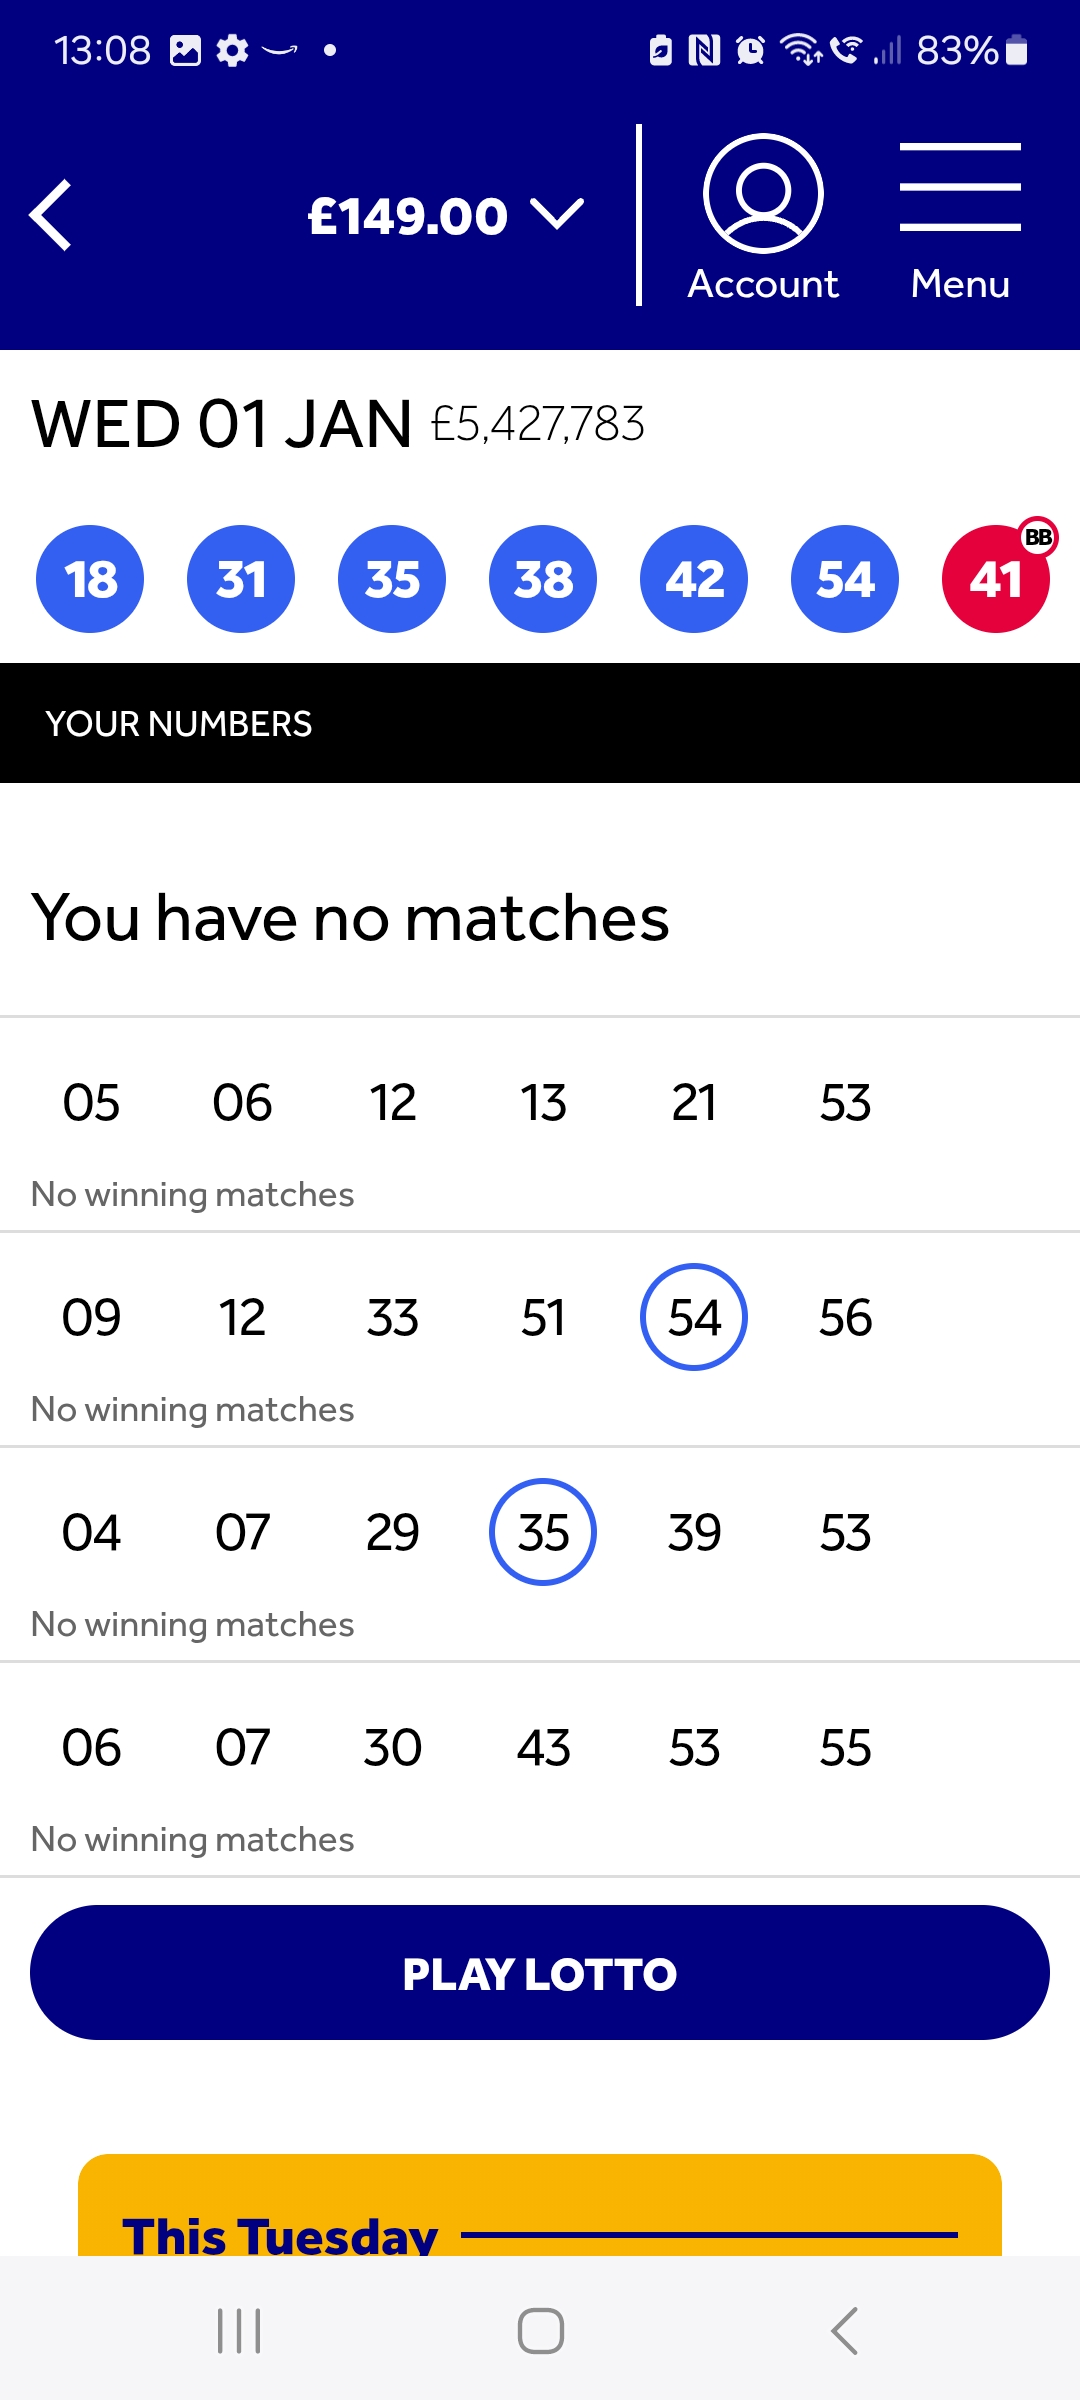 13:08 83%
£149.00
Account Menu
WED 01 JAN £5,427,783
18 31 35 38 42 54 41 BB
YOUR NUMBERS
You have no matches
05 06 12 13 21 53
No winning matches
09 12 33 51 54 56
No winning matches
04 07 29 35 39 53
No winning matches
06 07 30 43 53 55
No winning matches
PLAY LOTTO
This Tuesday